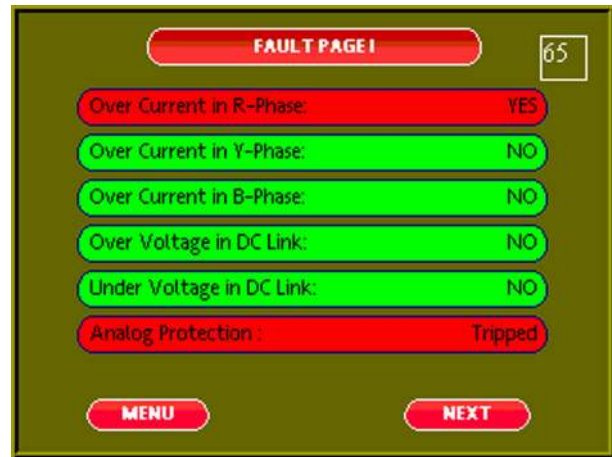 FAULT PAGE I
65
Over Current in R-Phase: YES
Over Current in Y-Phase: NO
Over Current in B-Phase: NO
Over Voltage in DC Link: NO
Under Voltage in DC Link: NO
Analog Protection : Tripped
MENU NEXT